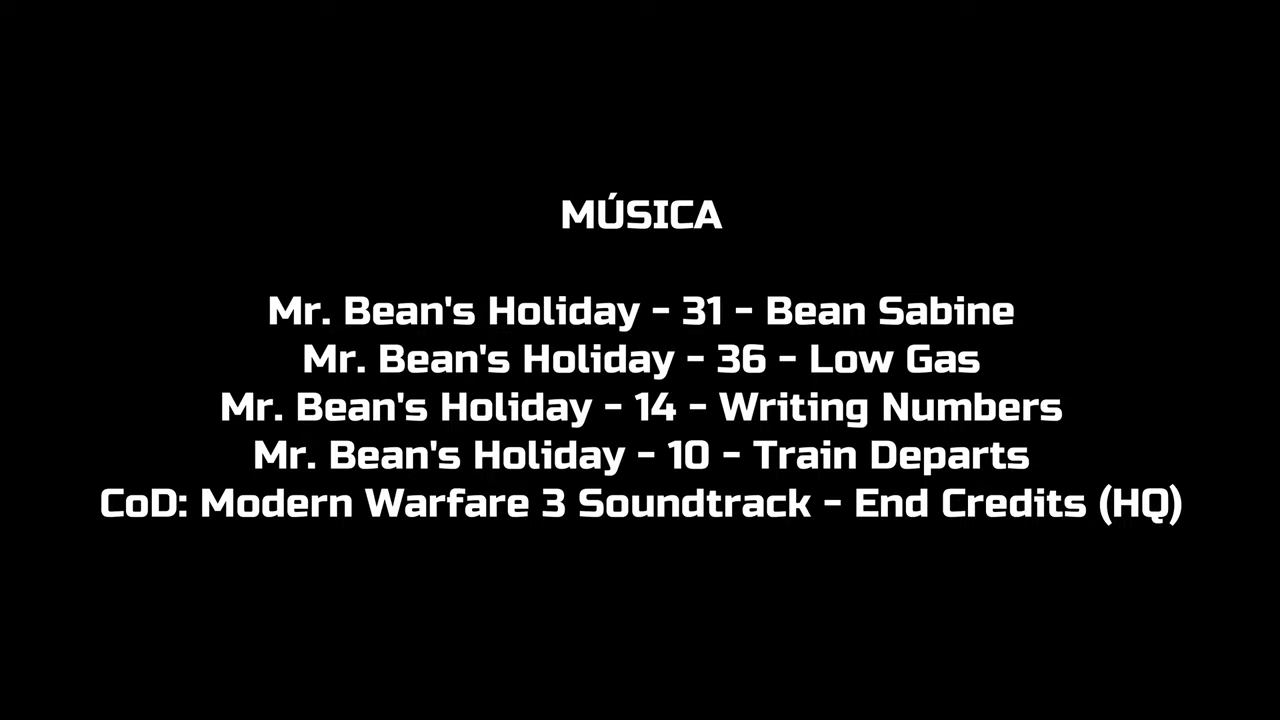 MÚSICA
Mr. Bean's Holiday - 31 - Bean Sabine
Mr. Bean's Holiday - 36 - Low Gas
Mr. Bean's Holiday - 14 - Writing Numbers
Mr. Bean's Holiday - 10 - Train Departs
CoD: Modern Warfare 3 Soundtrack - End Credits (HQ)